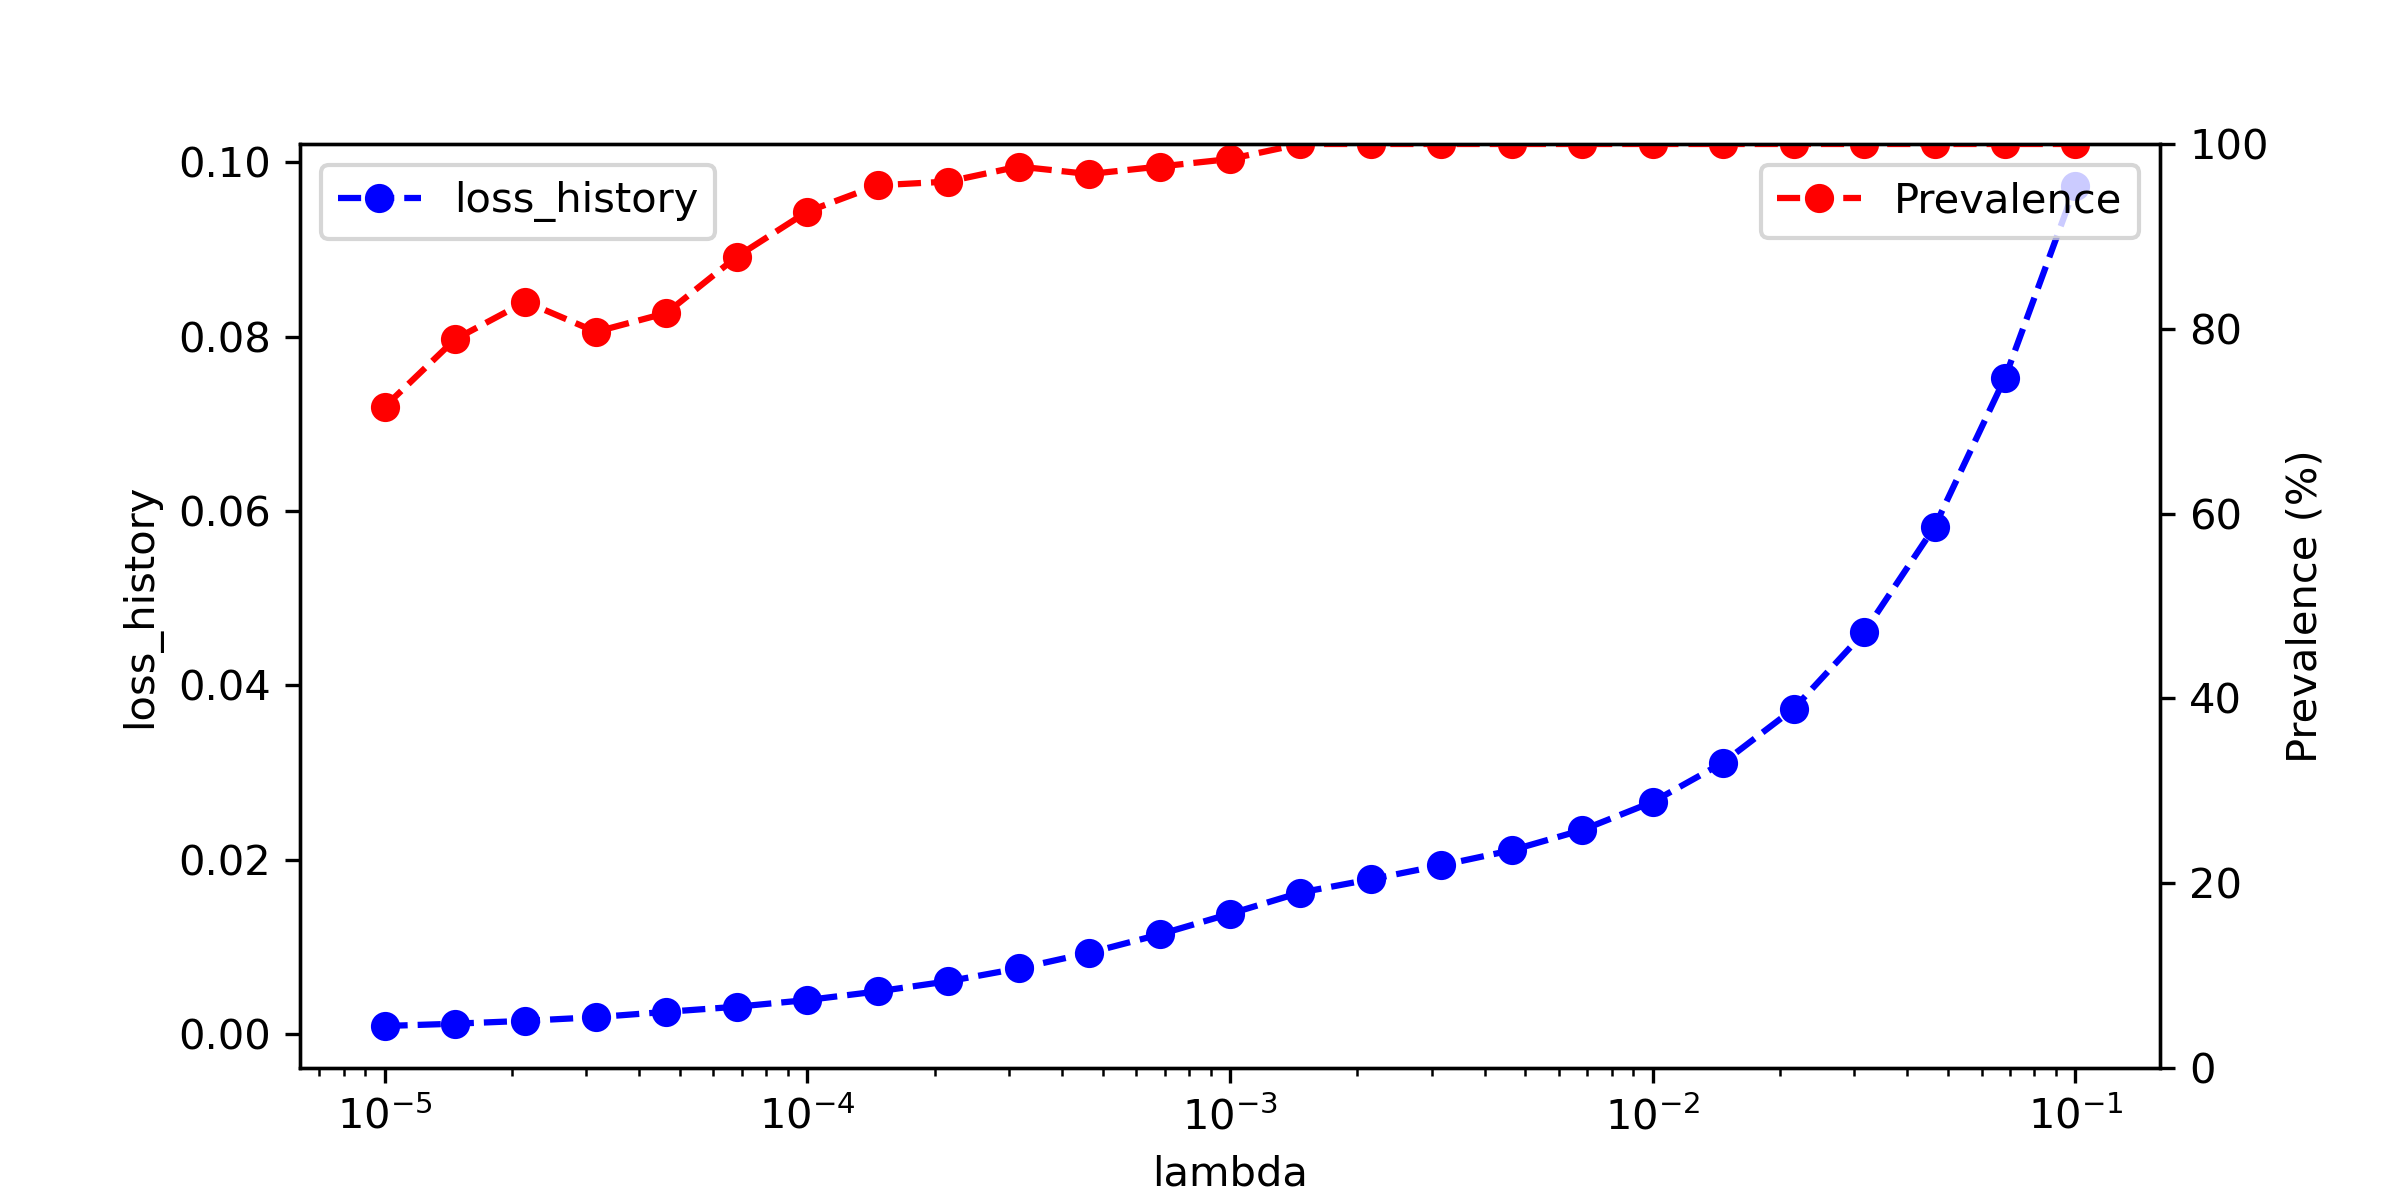 loss_history
Prevalence
0.10
0.08
0.06
0.04
0.02
0.00
loss_history
100
80
60
40
20
0
Prevalence (%)
10⁻⁵ 10⁻⁴ 10⁻³ 10⁻² 10⁻¹
lambda